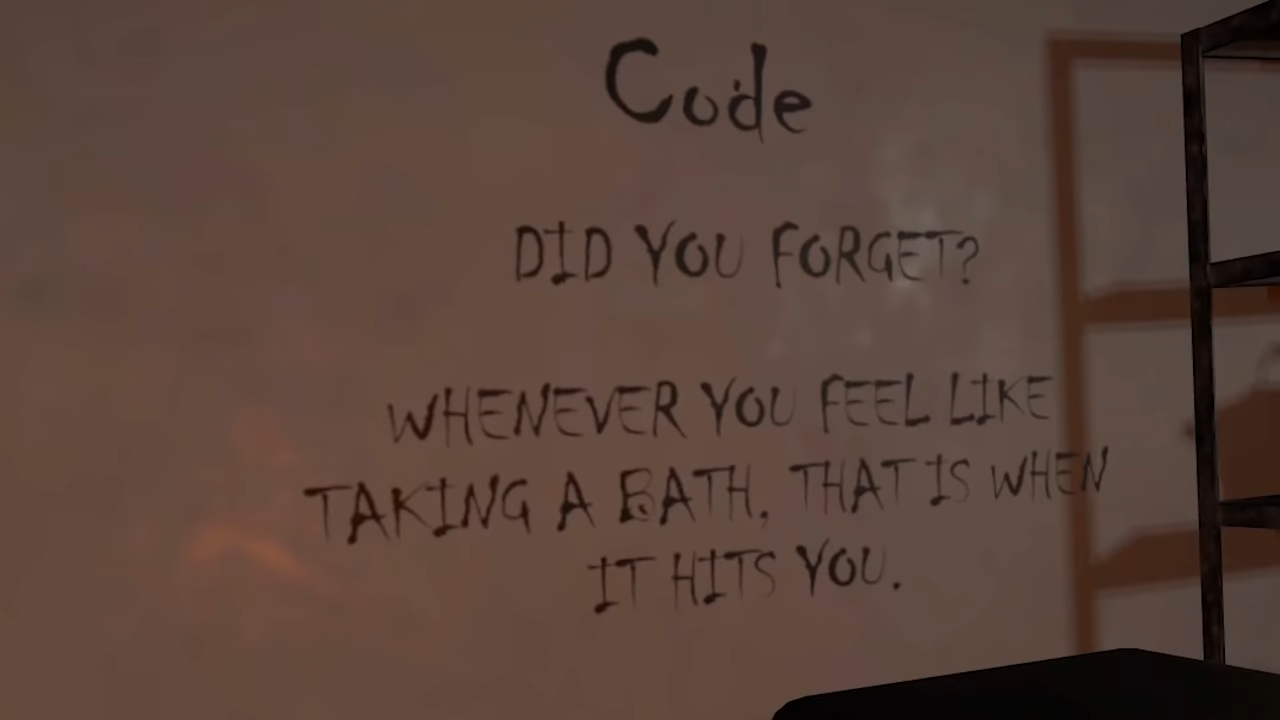 Code
DID YOU FORGET?
WHENEVER YOU FEEL LIKE
TAKING A BATH, THAT IS WHEN
IT HITS YOU.